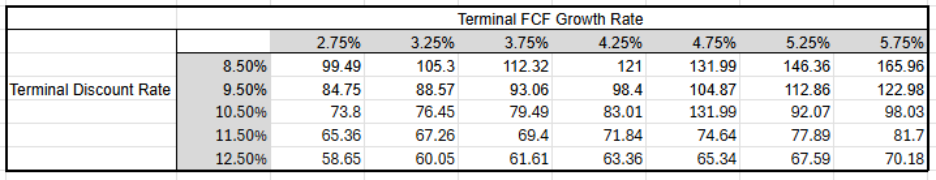 Terminal FCF Growth Rate
2.75% 3.25% 3.75% 4.25% 4.75% 5.25% 5.75%
8.50% 99.49 105.3 112.32 121 131.99 146.36 165.96
Terminal Discount Rate 9.50% 84.75 88.57 93.06 98.4 104.87 112.86 122.98
10.50% 73.8 76.45 79.49 83.01 131.99 92.07 98.03
11.50% 65.36 67.26 69.4 71.84 74.64 77.89 81.7
12.50% 58.65 60.05 61.61 63.36 65.34 67.59 70.18